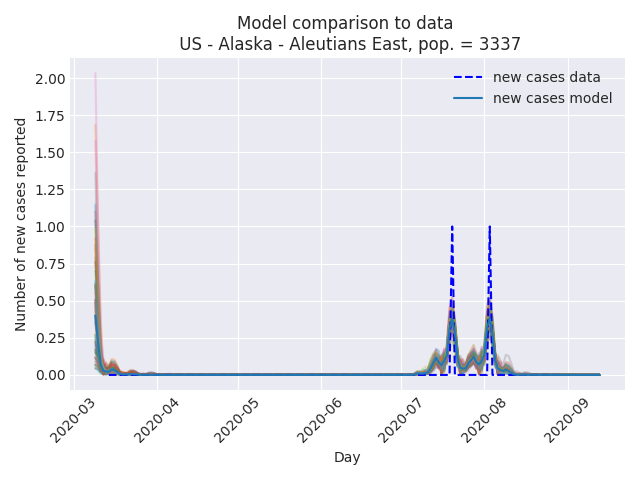 Model comparison to data
US - Alaska - Aleutians East, pop. = 3337
new cases data
new cases model
Number of new cases reported
2.00
1.75
1.50
1.25
1.00
0.75
0.50
0.25
0.00
2020-03
2020-04
2020-05
2020-06
2020-07
2020-08
2020-09
Day